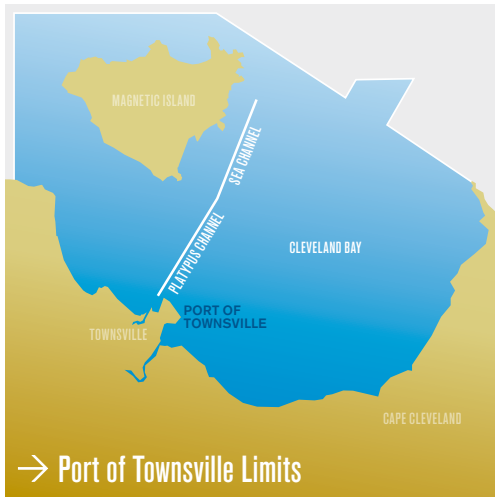 MAGNETIC ISLAND
SEA CHANNEL
PLATYPUS CHANNEL
CLEVELAND BAY
PORT OF
TOWNSVILLE
TOWNSVILLE
CAPE CLEVELAND
Port of Townsville Limits